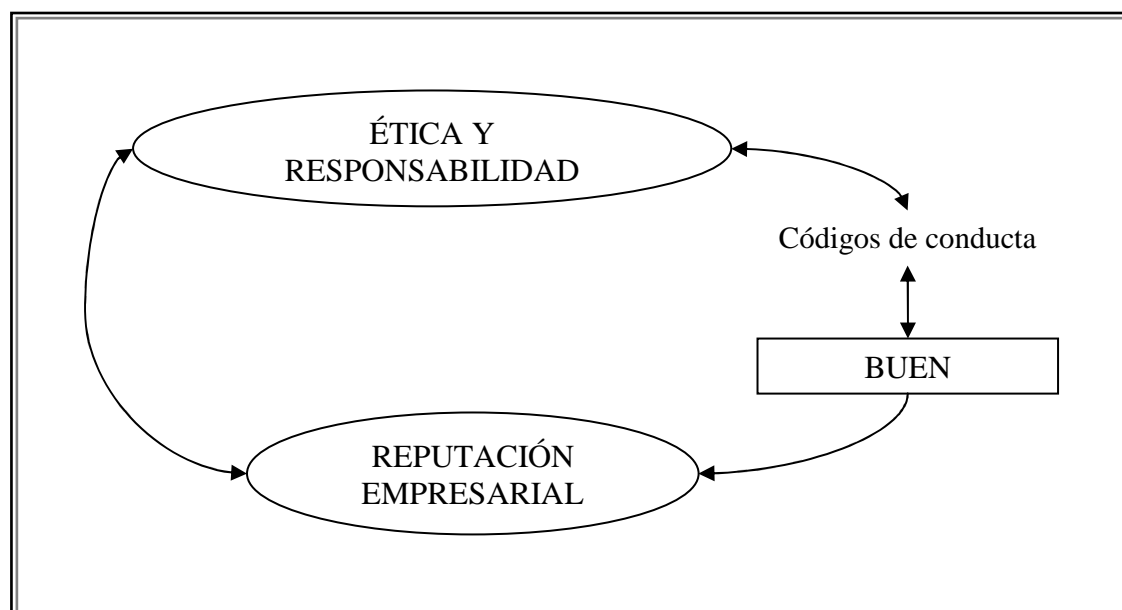 ÉTICA Y
RESPONSABILIDAD
Códigos de conducta
BUEN
REPUTACIÓN
EMPRESARIAL